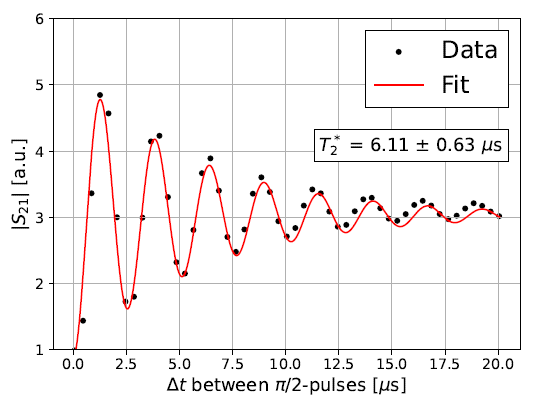 6
5
4
3
2
1
|S21| [a.u.]
Data
Fit
T2* = 6.11 ± 0.63 μs
0.0 2.5 5.0 7.5 10.0 12.5 15.0 17.5 20.0
Δt between π/2-pulses [μs]